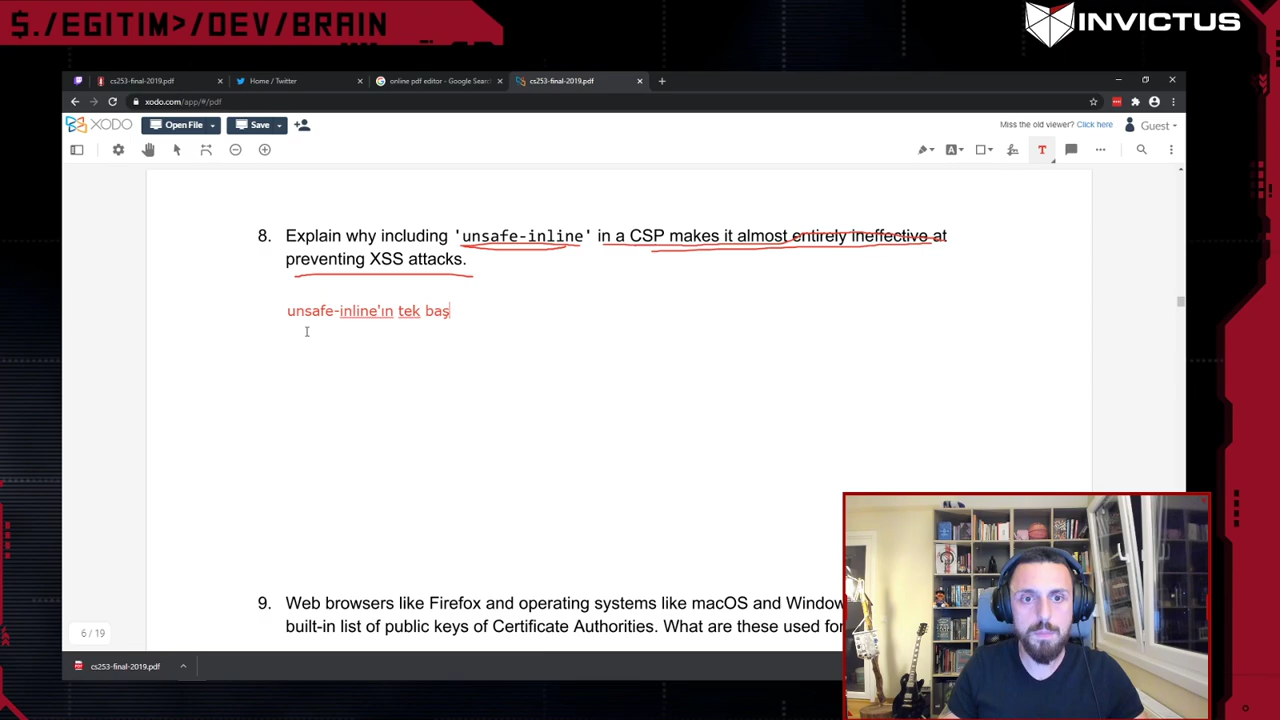 $./EGITIM>/DEV/BRAIN
INVICTUS
cs253-final-2019.pdf
Home / Twitter
online pdf editor - Google Searc
cs253-final-2019.pdf
xodo.com/app/#/pdf
XODO
Open File
Save
Miss the old viewer? Click here
Guest
A
T
8. Explain why including 'unsafe-inline' in a CSP makes it almost entirely ineffective at
preventing XSS attacks.
unsafe-inline'ın tek baş
9. Web browsers like Firefox and operating systems like macOS and Window
built-in list of public keys of Certificate Authorities. What are these used for
6 / 19
cs253-final-2019.pdf